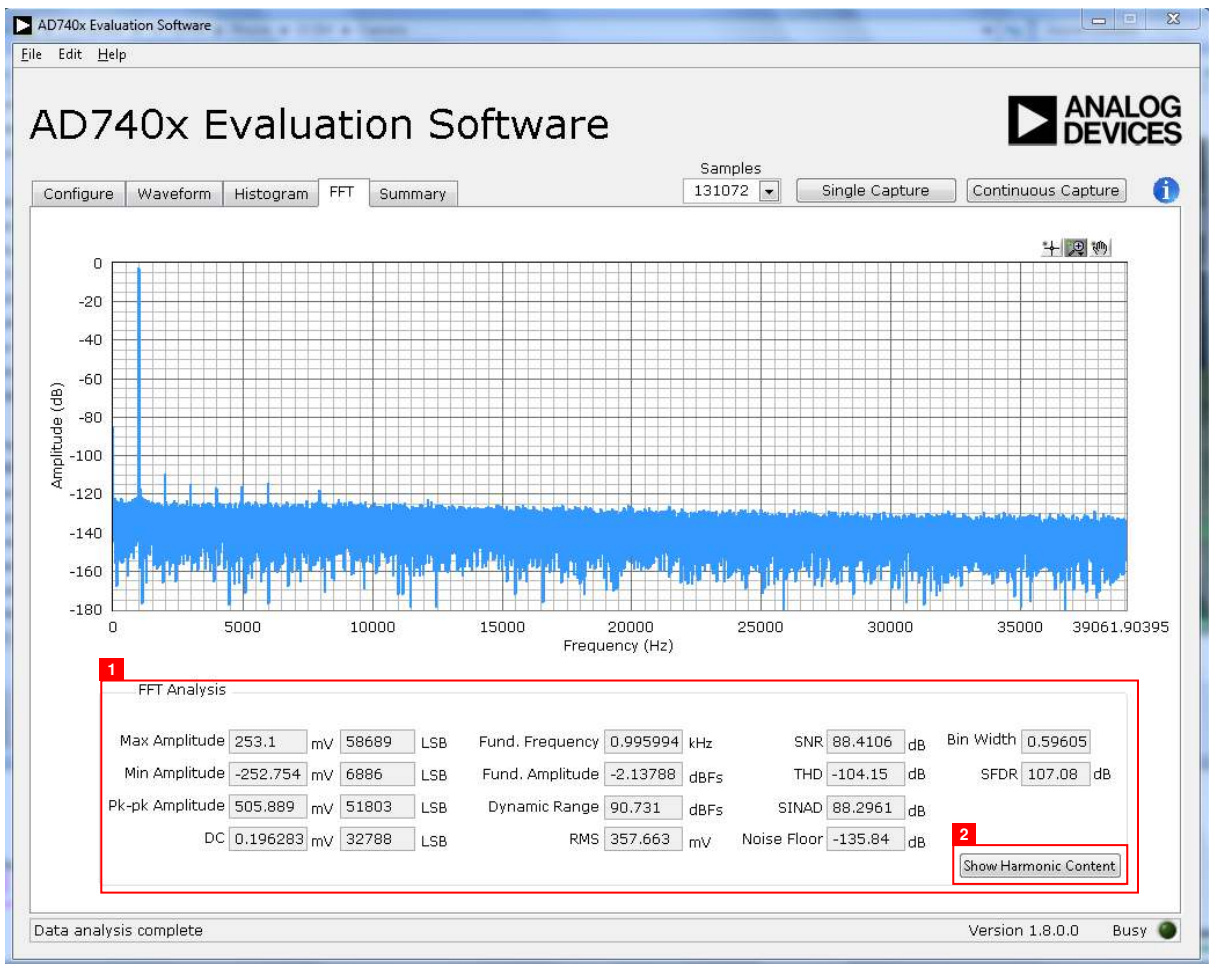 AD740x Evaluation Software
File Edit Help
AD740x Evaluation Software
ANALOG
DEVICES
Samples
Configure Waveform Histogram FFT Summary 131072 Single Capture Continuous Capture i
0
-20
-40
-60
-80
-100
-120
-140
-160
-180
Amplitude (dB)
0 5000 10000 15000 20000 25000 30000 35000 39061.90395
Frequency (Hz)
1
FFT Analysis
Max Amplitude 253.1 mV 58689 LSB Fund. Frequency 0.995994 kHz SNR 88.4106 dB Bin Width 0.59605
Min Amplitude -252.754 mV 6886 LSB Fund. Amplitude -2.13788 dBFs THD -104.15 dB SFDR 107.08 dB
Pk-pk Amplitude 505.889 mV 51803 LSB Dynamic Range 90.731 dBFs SINAD 88.2961 dB
DC 0.196283 mV 32788 LSB RMS 357.663 mV Noise Floor -135.84 dB
2
Show Harmonic Content
Data analysis complete Version 1.8.0.0 Busy